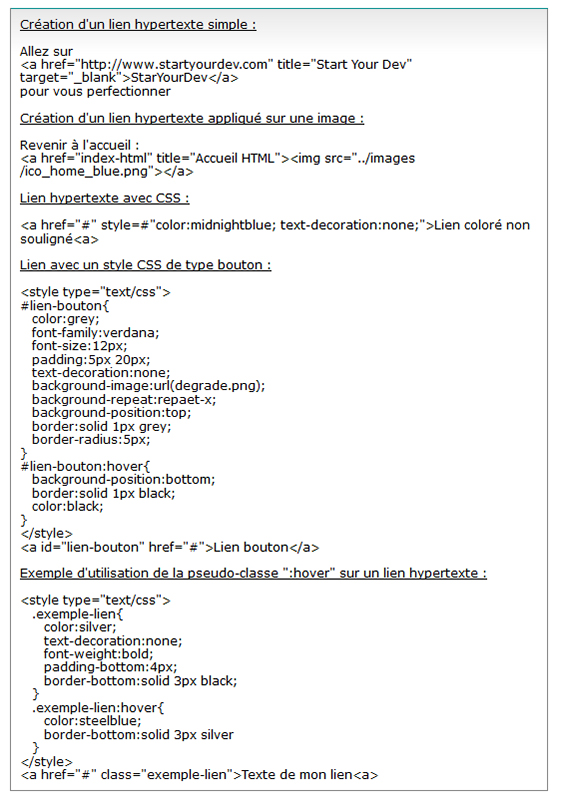 Création d'un lien hypertexte simple :
Allez sur
<a href="http://www.startyourdev.com" title="Start Your Dev"
target="_blank">StarYourDev</a>
pour vous perfectionner
Création d'un lien hypertexte appliqué sur une image :
Revenir à l'accueil :
<a href="index-html" title="Accueil HTML"><img src="../images
/ico_home_blue.png"></a>
Lien hypertexte avec CSS :
<a href="#" style=#"color:midnightblue; text-decoration:none;">Lien coloré non
souligné<a>
Lien avec un style CSS de type bouton :
<style type="text/css">
#lien-bouton{
color:grey;
font-family:verdana;
font-size:12px;
padding:5px 20px;
text-decoration:none;
background-image:url(degrade.png);
background-repeat:repaet-x;
background-position:top;
border:solid 1px grey;
border-radius:5px;
}
#lien-bouton:hover{
background-position:bottom;
border:solid 1px black;
color:black;
}
</style>
<a id="lien-bouton" href="#">Lien bouton</a>
Exemple d'utilisation de la pseudo-classe ":hover" sur un lien hypertexte :
<style type="text/css">
.exemple-lien{
color:silver;
text-decoration:none;
font-weight:bold;
padding-bottom:4px;
border-bottom:solid 3px black;
}
.exemple-lien:hover{
color:steelblue;
border-bottom:solid 3px silver
}
</style>
<a href="#" class="exemple-lien">Texte de mon lien<a>